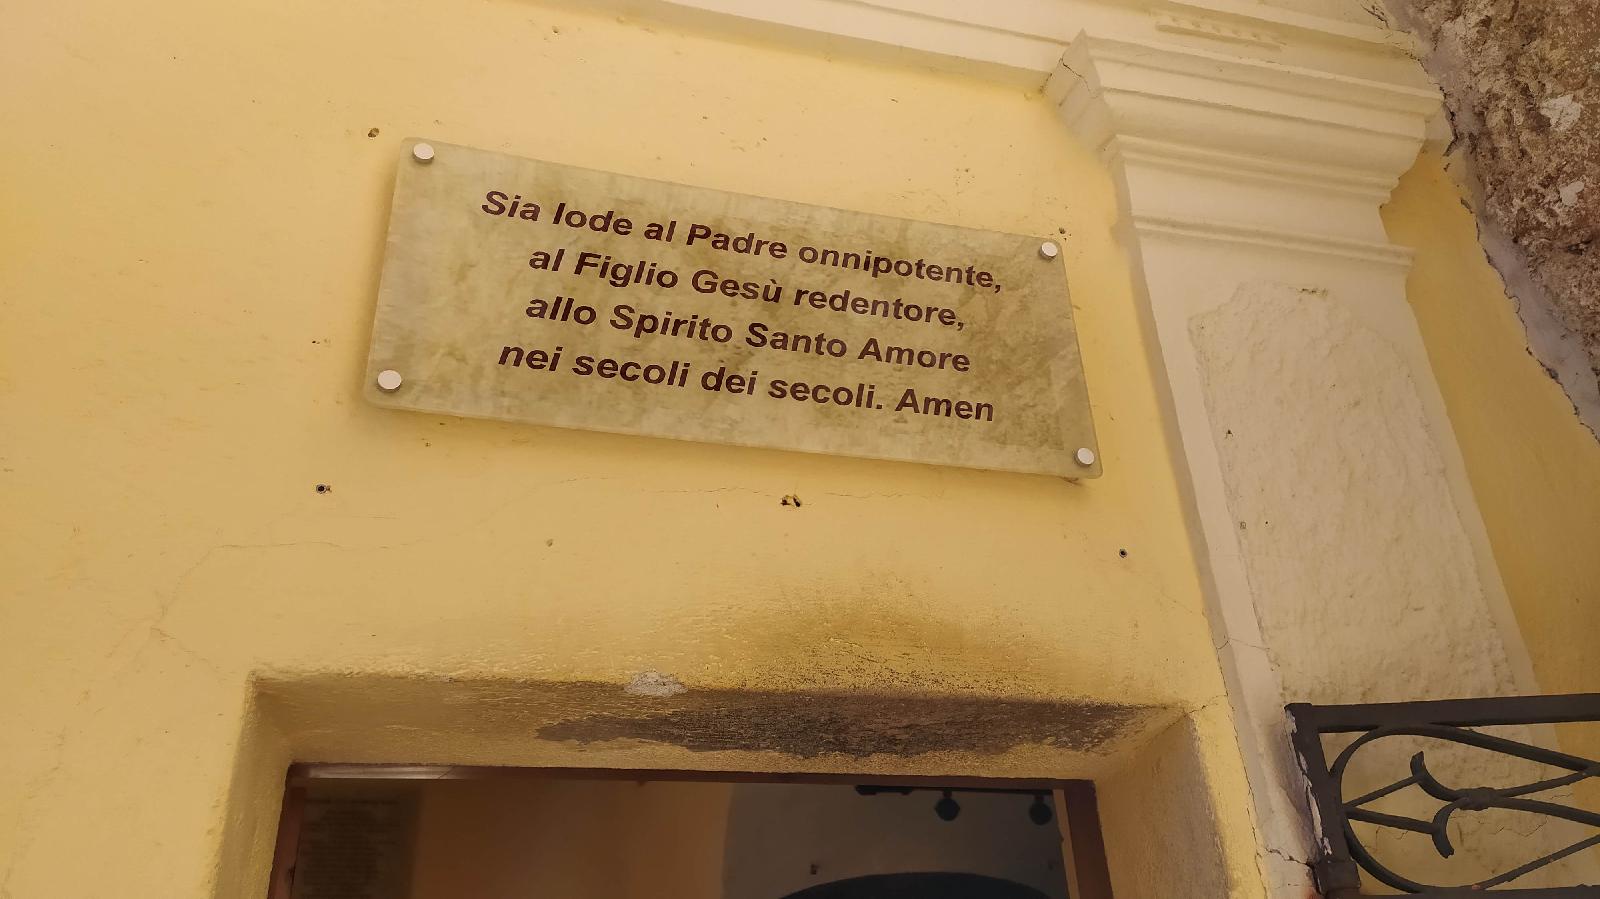 Sia lode al Padre onnipotente,
al Figlio Gesù redentore,
allo Spirito Santo Amore
nei secoli dei secoli. Amen